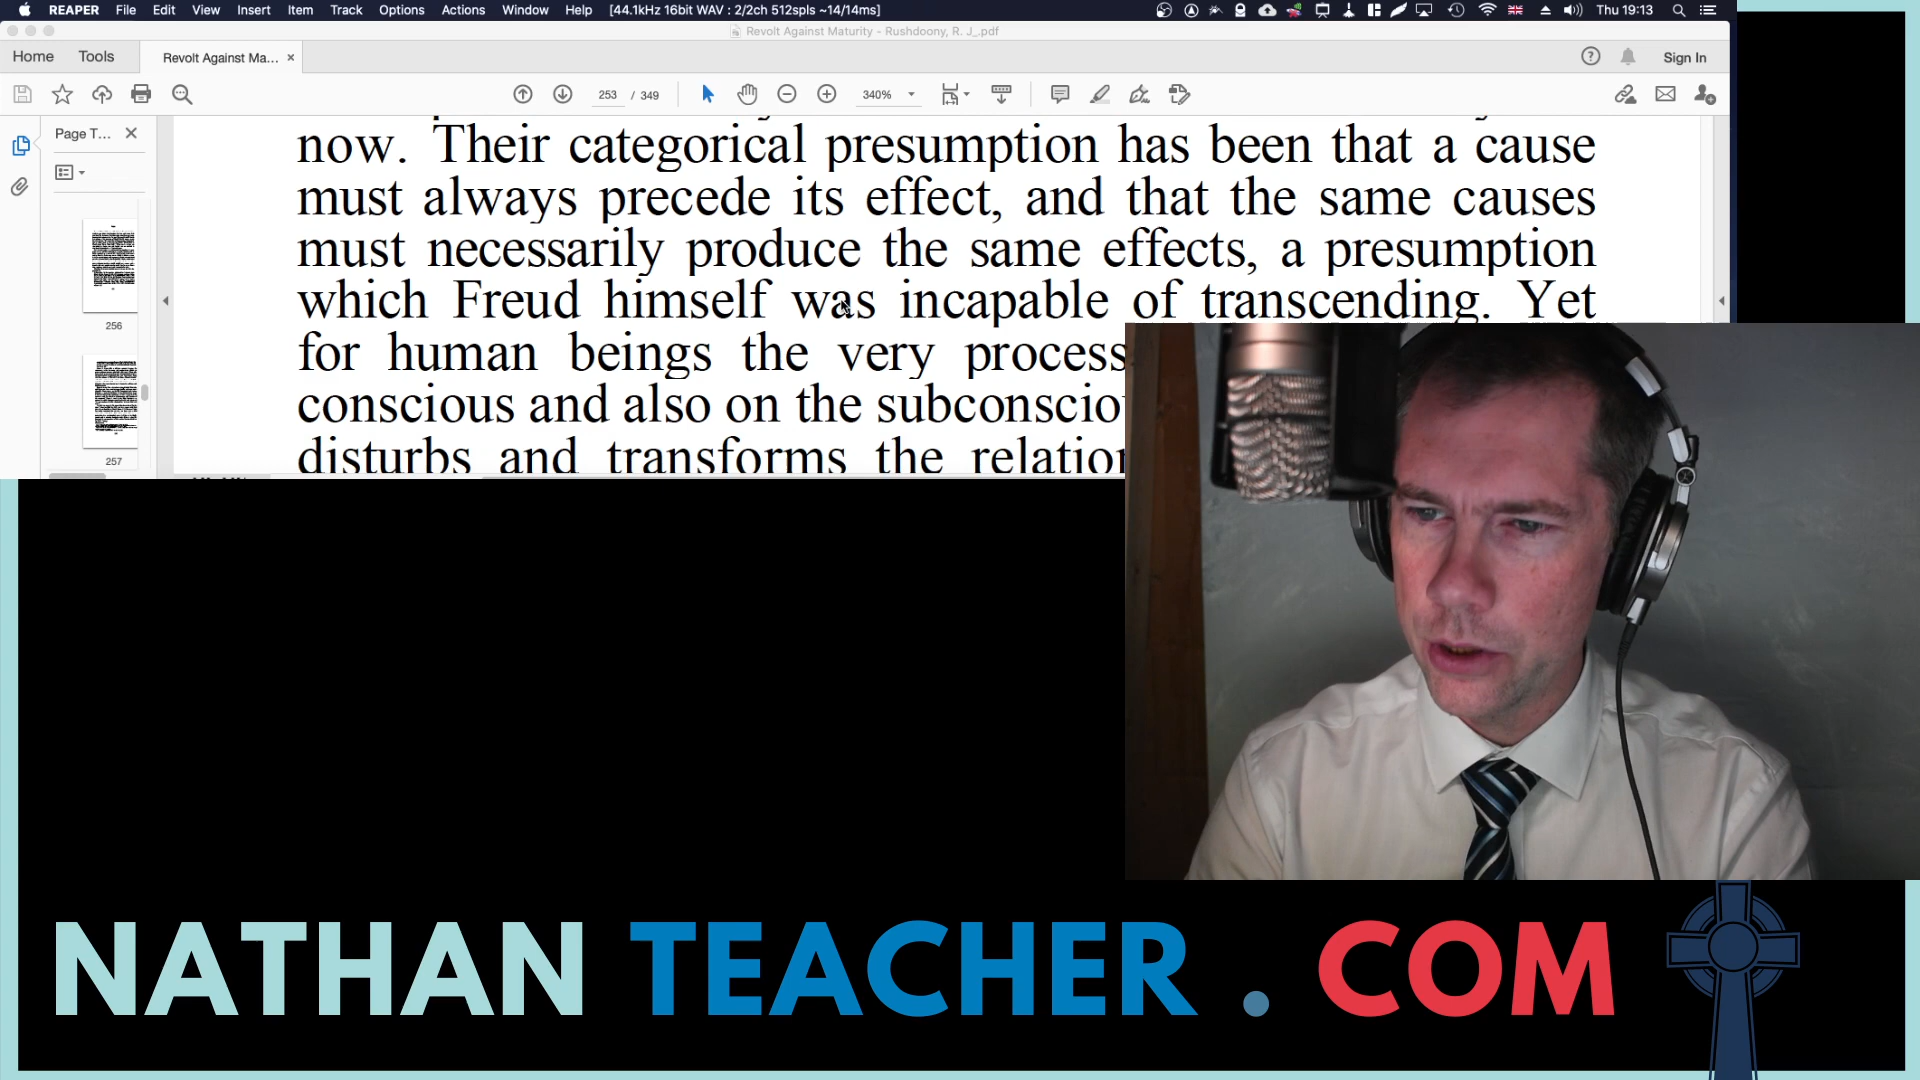 REAPER File Edit View Insert Item Track Options Actions Window Help [44.1kHz 16bit WAV : 2/2ch 512spls ~14/14ms] Thu 19:13
Revolt Against Maturity - Rushdoony, R. J_.pdf
Home Tools Revolt Against Ma... × Sign In
253 / 349 340%
Page T...
256
257
now. Their categorical presumption has been that a cause
must always precede its effect, and that the same causes
must necessarily produce the same effects, a presumption
which Freud himself was incapable of transcending. Yet
for human beings the very process
conscious and also on the
disturbs and transforms the
NATHAN TEACHER . COM